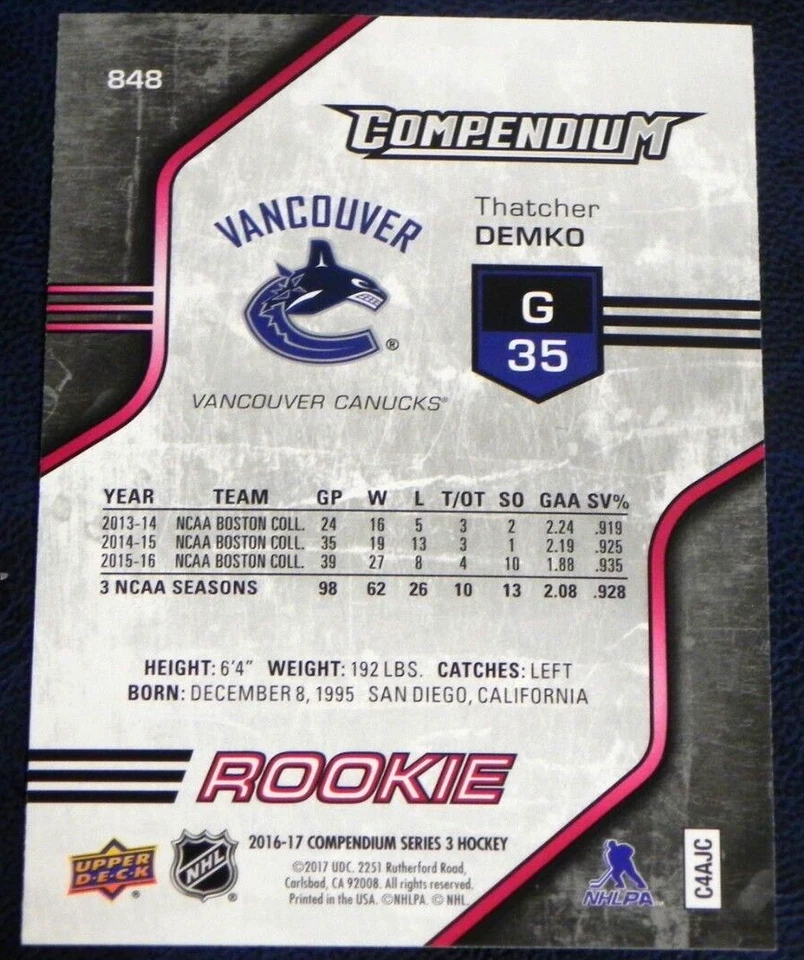 848
COMPENDIUM
VANCOUVER
®
VANCOUVER CANUCKS®
Thatcher
DEMKO
G
35
YEAR TEAM GP W L T/OT SO GAA SV%
2013-14 NCAA BOSTON COLL. 24 16 5 3 2 2.24 .919
2014-15 NCAA BOSTON COLL. 35 19 13 3 1 2.19 .925
2015-16 NCAA BOSTON COLL. 39 27 8 4 10 1.88 .935
3 NCAA SEASONS 98 62 26 10 13 2.08 .928
HEIGHT: 6'4" WEIGHT: 192 LBS. CATCHES: LEFT
BORN: DECEMBER 8, 1995 SAN DIEGO, CALIFORNIA
ROOKIE
UPPER
D·E·C·K
®
NHL
®
2016-17 COMPENDIUM SERIES 3 HOCKEY
©2017 UDC. 2251 Rutherford Road,
Carlsbad, CA 92008. All rights reserved.
Printed in the USA. ©NHLPA. © NHL.
NHLPA™
C4AJC